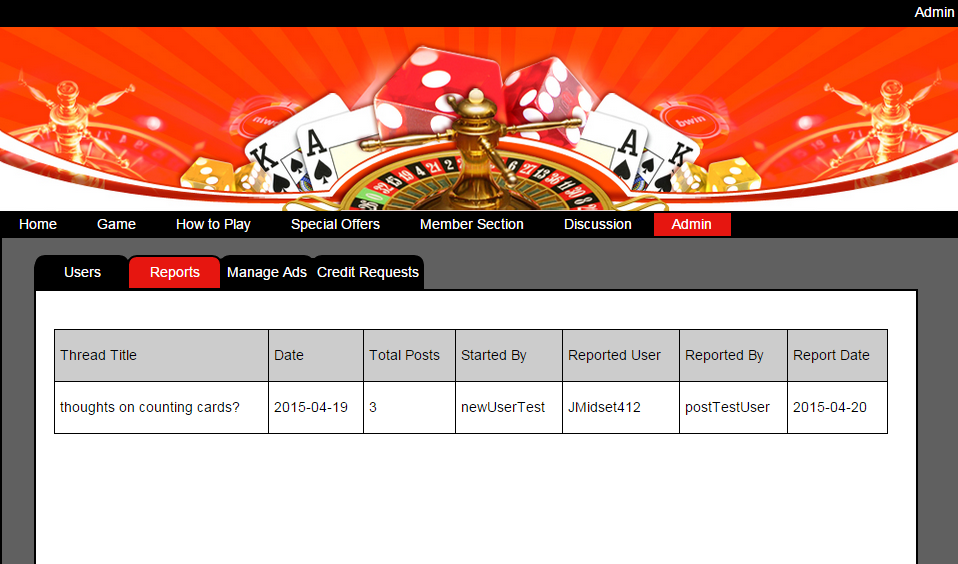 Admin
niwd
bwin
K A A K
Home Game How to Play Special Offers Member Section Discussion Admin
Users Reports Manage Ads Credit Requests
Thread Title Date Total Posts Started By Reported User Reported By Report Date
thoughts on counting cards? 2015-04-19 3 newUserTest JMidset412 postTestUser 2015-04-20